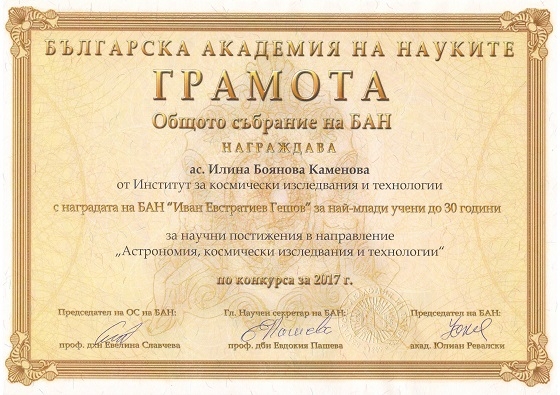 БЪЛГАРСКА АКАДЕМИЯ НА НАУКИТЕ
ГРАМОТА
Общото събрание на БАН
НАГРАЖДАВА
ас. Илина Боянова Каменова
от Институт за космически изследвания и технологии
с наградата на БАН "Иван Евстратиев Гешов" за най-млади учени до 30 години
за научни постижения в направление
„Астрономия, космически изследвания и технологии“
по конкурса за 2017 г.
Председател на ОС на БАН:
Гл. Научен секретар на БАН:
Председател на БАН:
проф. дхн Евелина Славчева
проф. дбн Евдокия Пашева
акад. Юлиан Ревалски